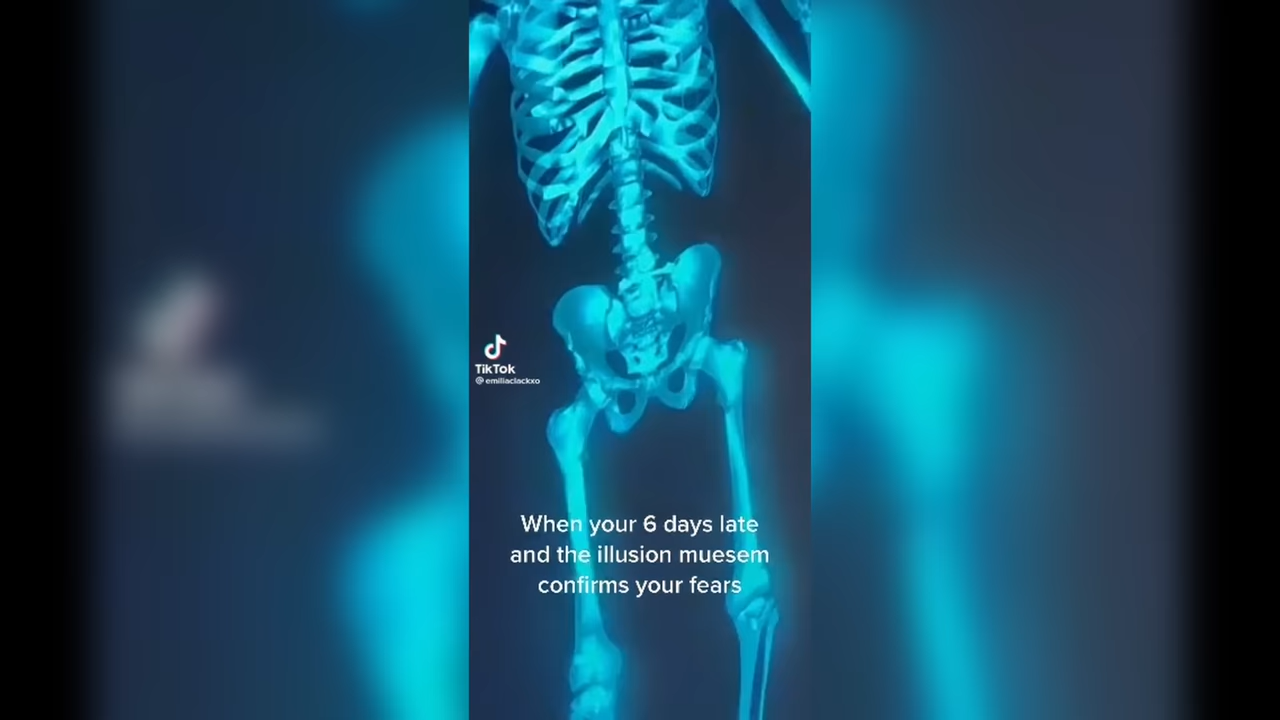 TikTok
@emiliaclackxo
When your 6 days late
and the illusion muesem
confirms your fears